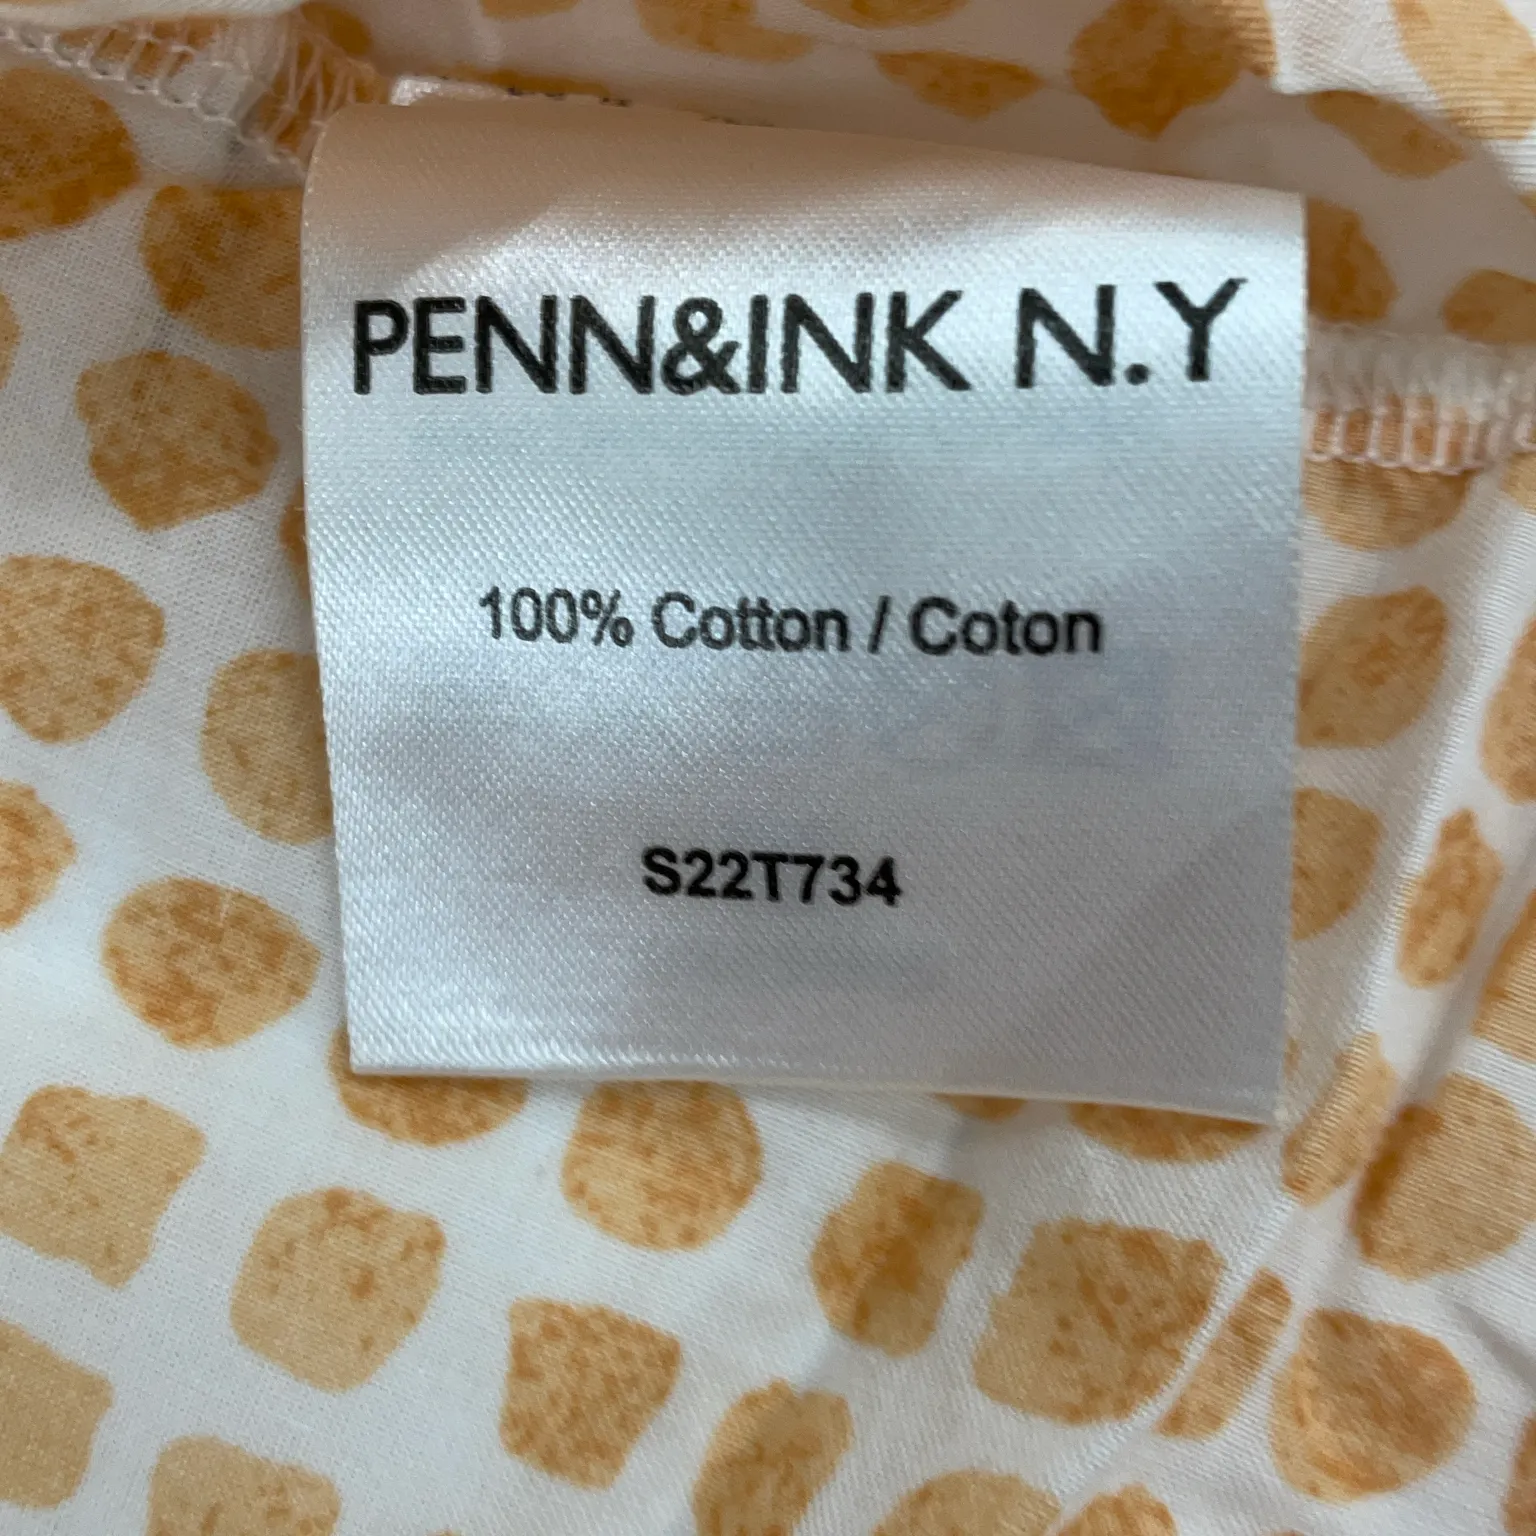 PENN&INK N.Y
100% Cotton / Coton
S22T734